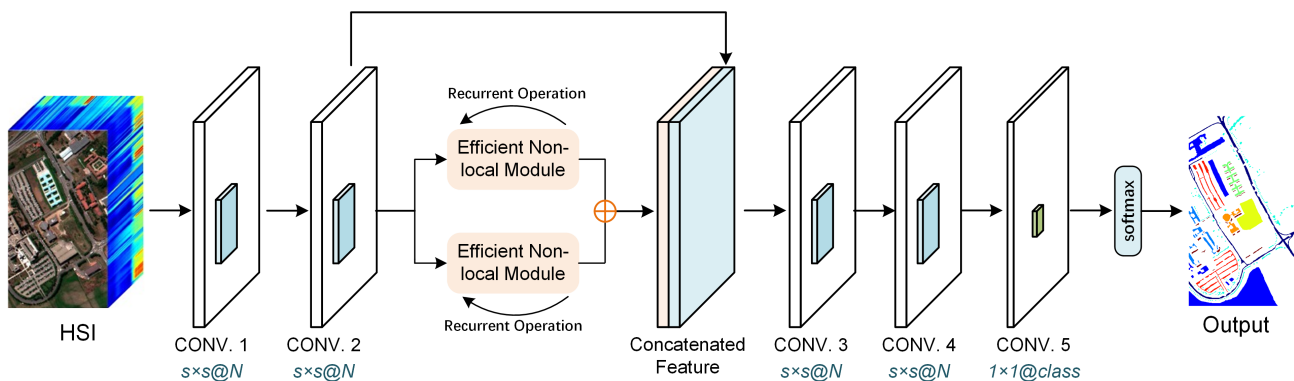 Recurrent Operation
Efficient Non-
local Module
Efficient Non-
local Module
Recurrent Operation
softmax
HSI
CONV. 1
s×s@N
CONV. 2
s×s@N
Concatenated
Feature
CONV. 3
s×s@N
CONV. 4
s×s@N
CONV. 5
1×1@class
Output